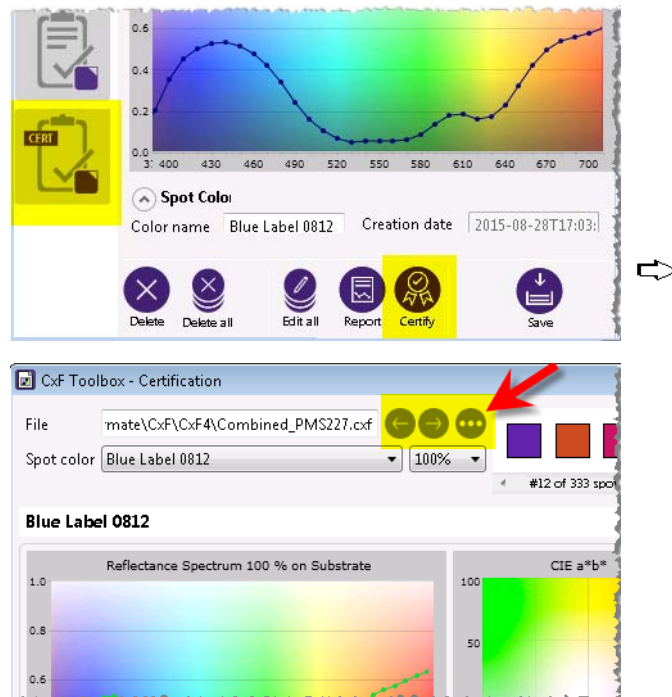 0.6
0.4
0.2
0.0
3: 400 430 460 490 520 550 580 610 640 670 700
CERT
Spot Color
Color name Blue Label 0812 Creation date 2015-08-28T17:03:
Delete Delete all Edit all Report Certify Save
CxF Toolbox - Certification
File :mate\CxF\CxF4\Combined_PMS227.cxf
Spot color Blue Label 0812 100%
#12 of 333 spo
Blue Label 0812
Reflectance Spectrum 100 % on Substrate CIE a*b*
1.0 100
0.8
50
0.6